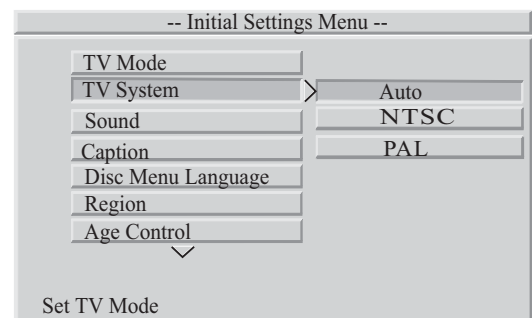 -- Initial Settings Menu --
TV Mode
TV System
Auto
Sound
NTSC
Caption
PAL
Disc Menu Language
Region
Age Control
Set TV Mode